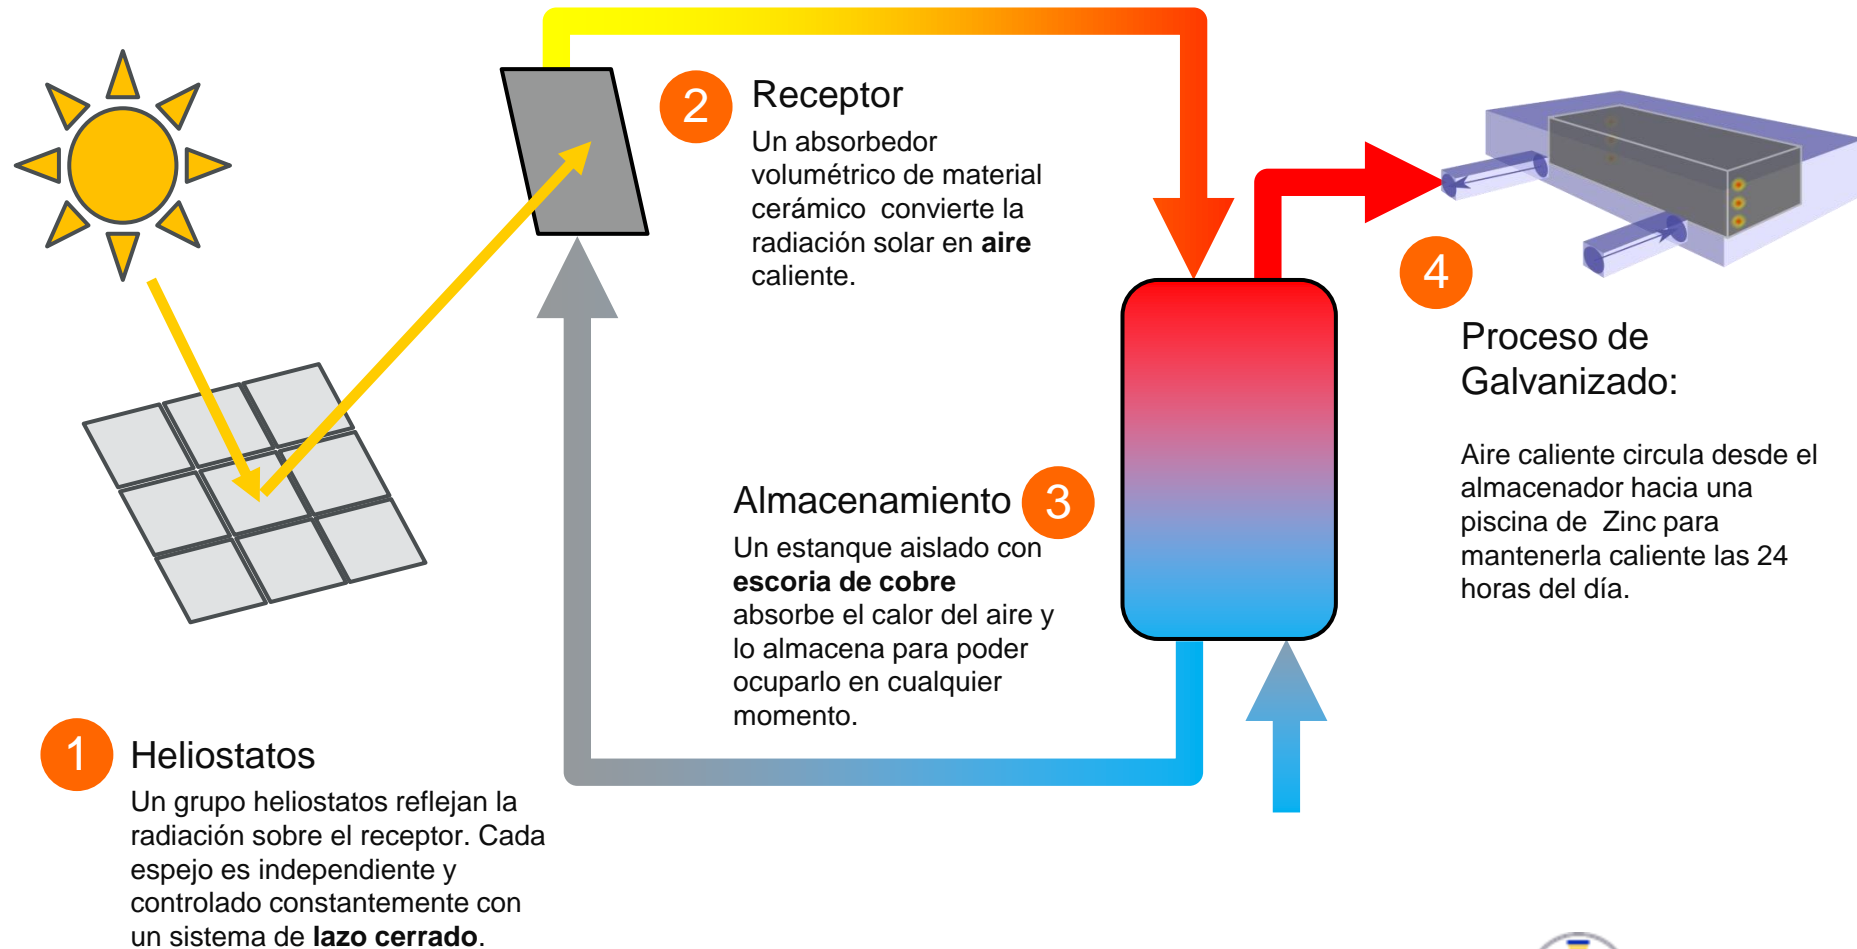 1
Heliostatos
Un grupo heliostatos reflejan la
radiación sobre el receptor. Cada
espejo es independiente y
controlado constantemente con
un sistema de lazo cerrado.
2
Receptor
Un absorbedor
volumétrico de material
cerámico convierte la
radiación solar en aire
caliente.
Almacenamiento
3
Un estanque aislado con
escoria de cobre
absorbe el calor del aire y
lo almacena para poder
ocuparlo en cualquier
momento.
4
Proceso de
Galvanizado:
Aire caliente circula desde el
almacenador hacia una
piscina de Zinc para
mantenerla caliente las 24
horas del día.